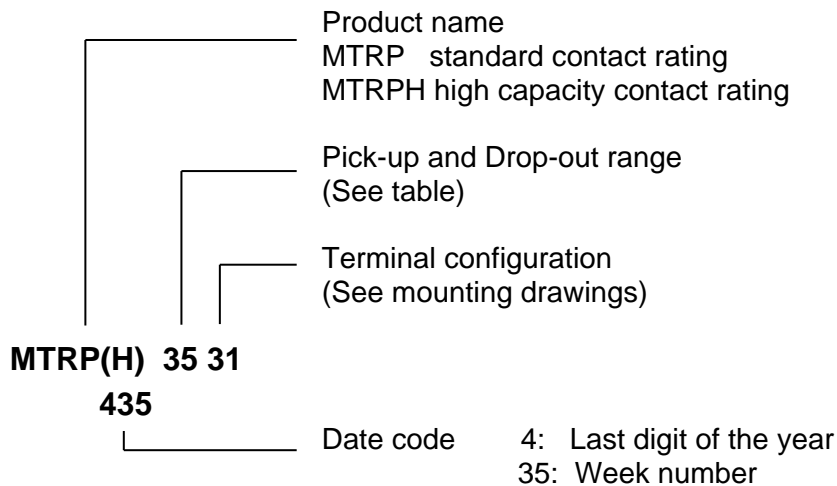 Product name
MTRP standard contact rating
MTRPH high capacity contact rating
Pick-up and Drop-out range
(See table)
Terminal configuration
(See mounting drawings)
MTRP(H) 35 31
435
Date code 4: Last digit of the year
35: Week number